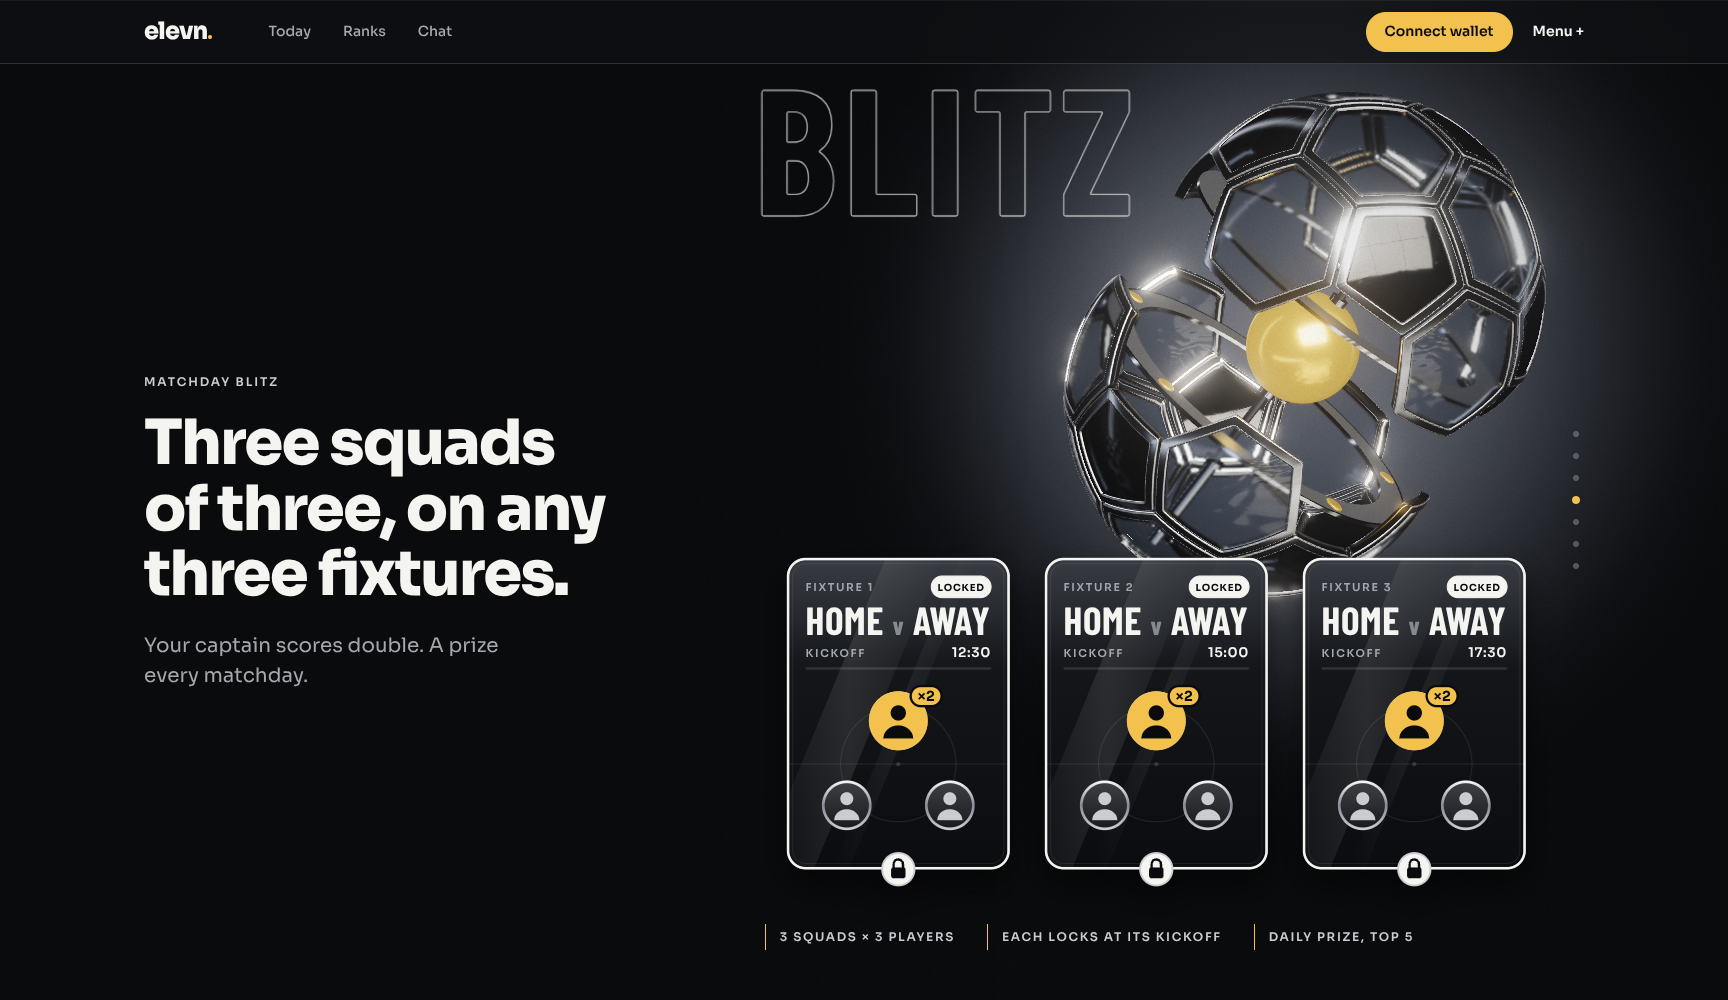 elevn.
Today
Ranks
Chat
Connect wallet
Menu +
BLITZ
MATCHDAY BLITZ
Three squads
of three, on any
three fixtures.
Your captain scores double. A prize
every matchday.
FIXTURE 1
LOCKED
HOME v AWAY
KICKOFF
12:30
×2
FIXTURE 2
LOCKED
HOME v AWAY
KICKOFF
15:00
×2
FIXTURE 3
LOCKED
HOME v AWAY
KICKOFF
17:30
×2
3 SQUADS × 3 PLAYERS
EACH LOCKS AT ITS KICKOFF
DAILY PRIZE, TOP 5